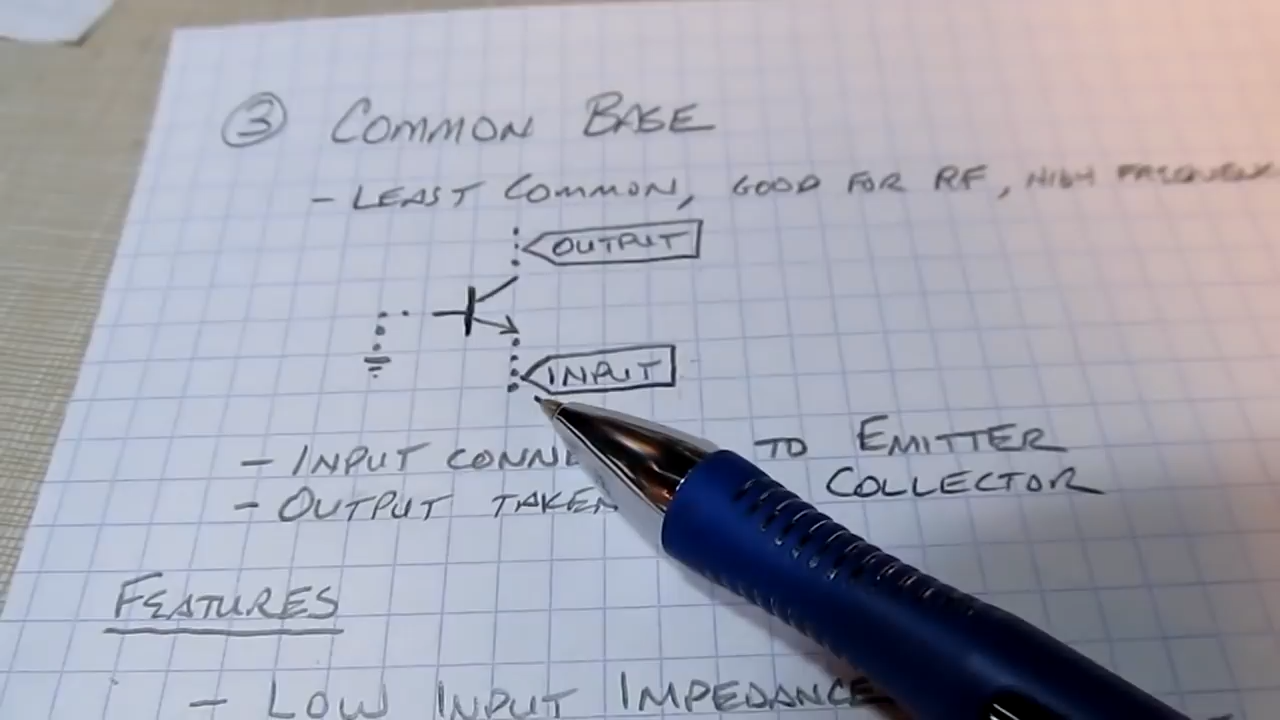 ③ COMMON BASE
- LEAST COMMON, GOOD FOR RF, HIGH
OUTPUT
INPUT
- INPUT TO EMITTER
- OUTPUT TAKEN COLLECTOR
FEATURES
- LOW INPUT IMPEDANCE